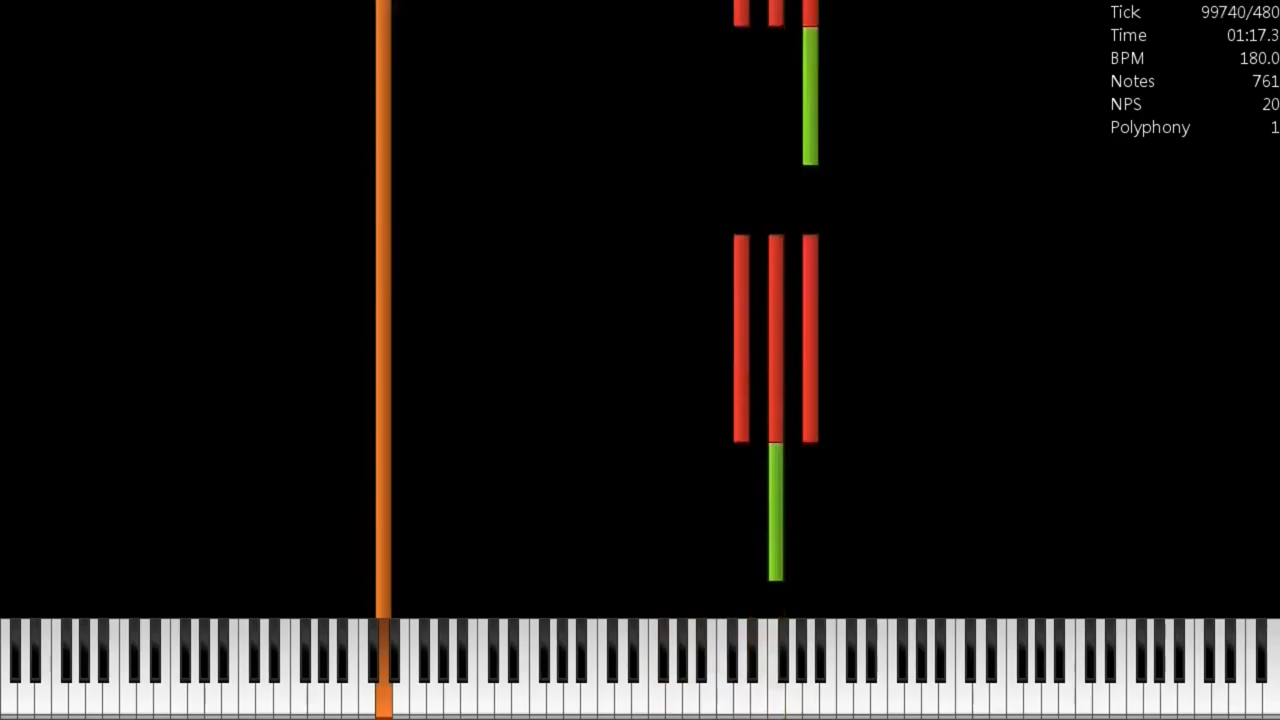 Tick 99740/480
Time 01:17.3
BPM 180.0
Notes 761
NPS 20
Polyphony 1